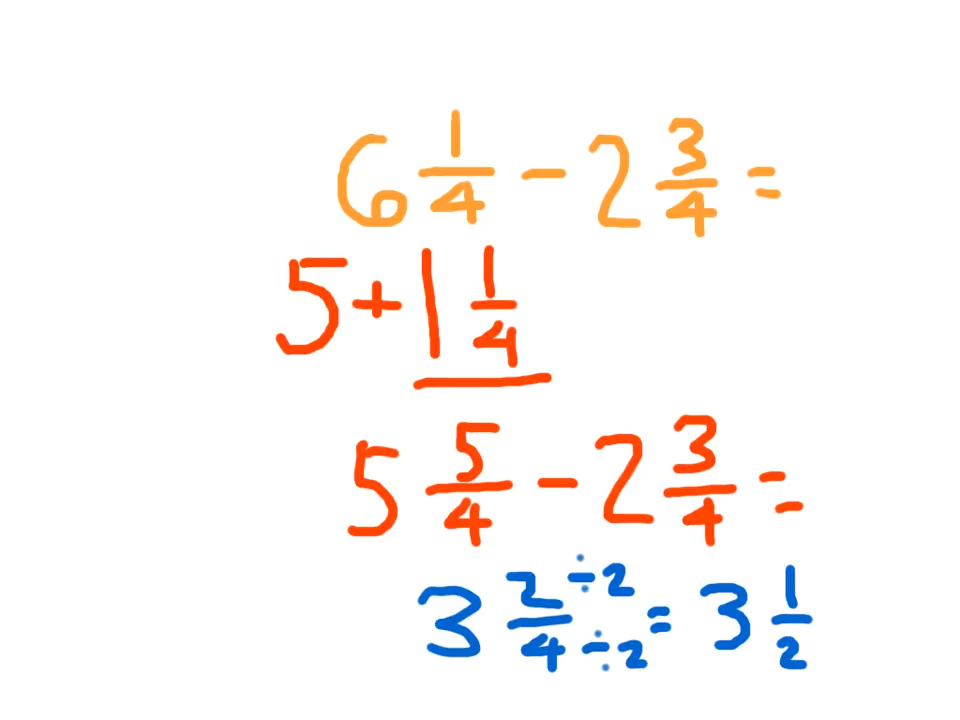 6 1/4 - 2 3/4 =
5 + 1 1/4
5 5/4 - 2 3/4 =
3 2/4 ÷2/÷2 = 3 1/2